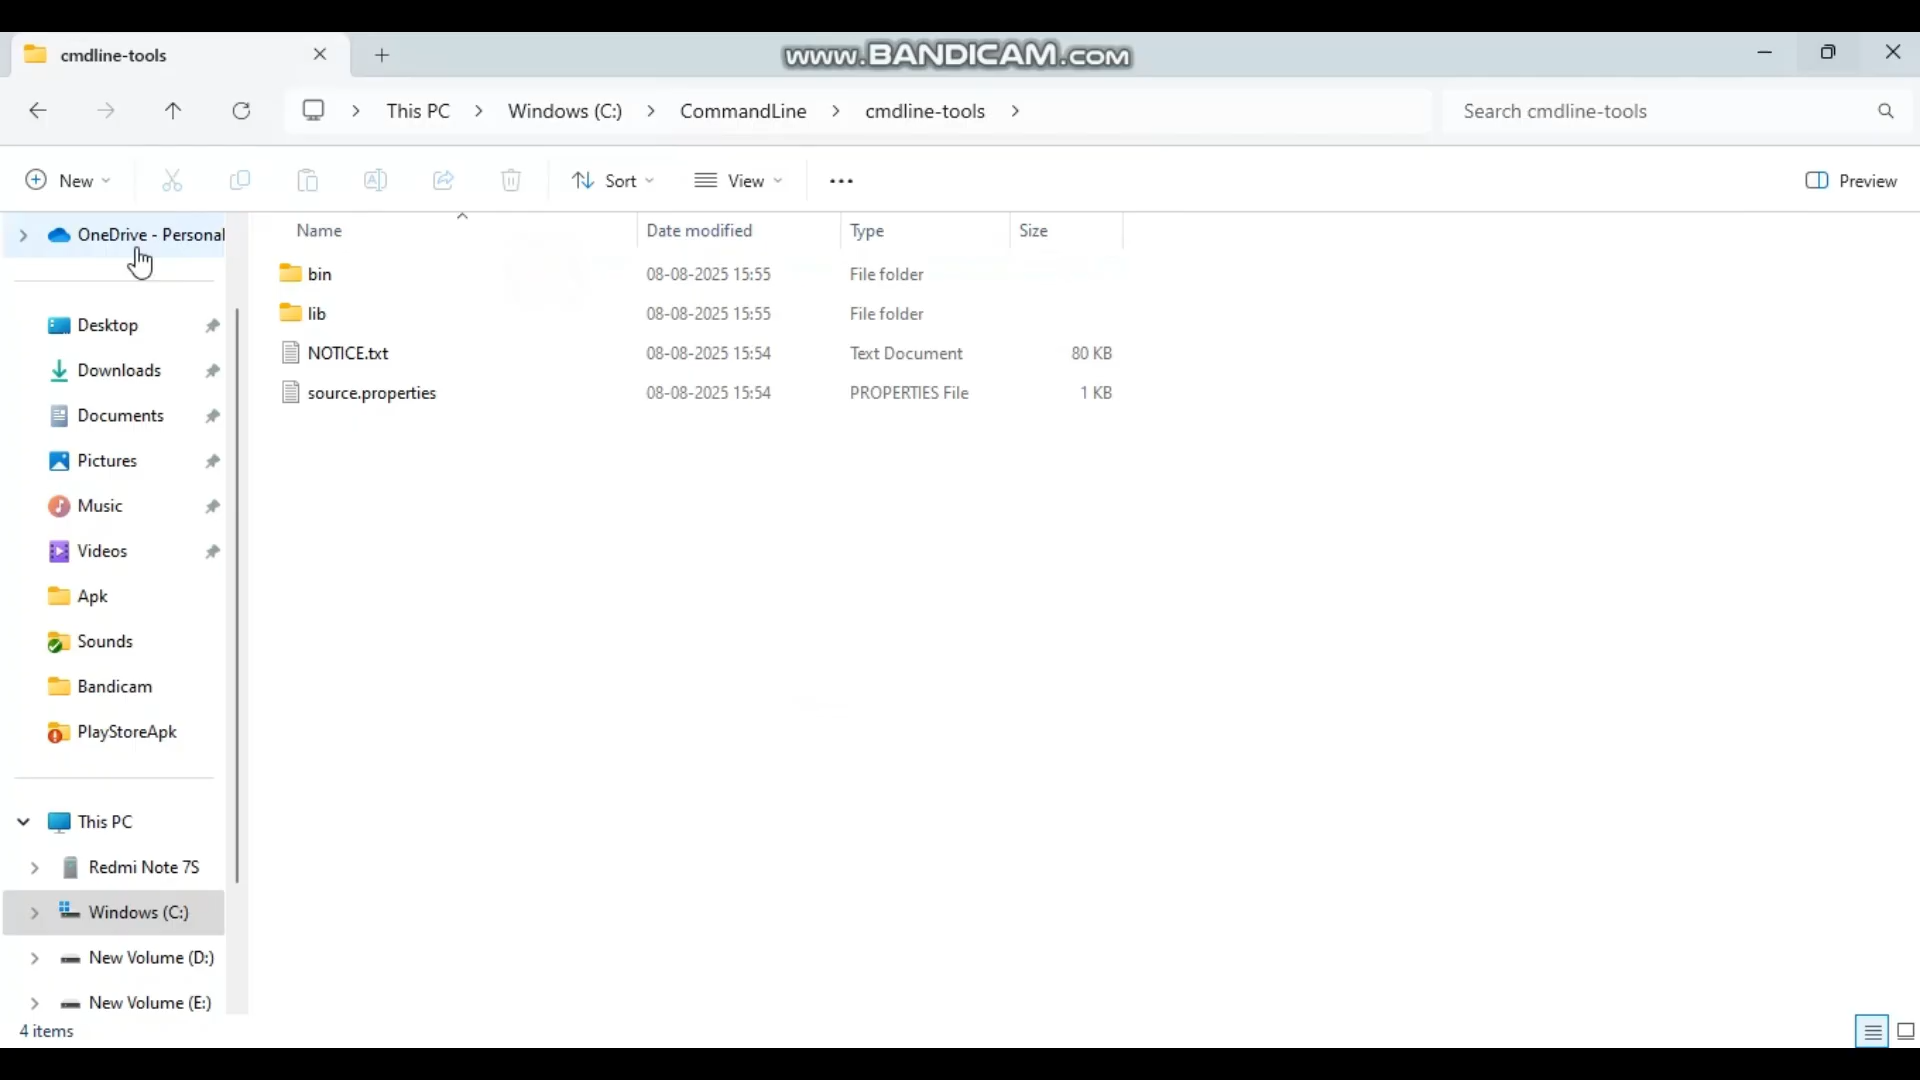 cmdline-tools
www.BANDICAM.com
This PC > Windows (C:) > CommandLine > cmdline-tools >
Search cmdline-tools
New
Sort
View
Preview
OneDrive - Personal
Desktop
Downloads
Documents
Pictures
Music
Videos
Apk
Sounds
Bandicam
PlayStoreApk
This PC
Redmi Note 7S
Windows (C:)
New Volume (D:)
New Volume (E:)
Name Date modified Type Size
bin 08-08-2025 15:55 File folder
lib 08-08-2025 15:55 File folder
NOTICE.txt 08-08-2025 15:54 Text Document 80 KB
source.properties 08-08-2025 15:54 PROPERTIES File 1 KB
4 items